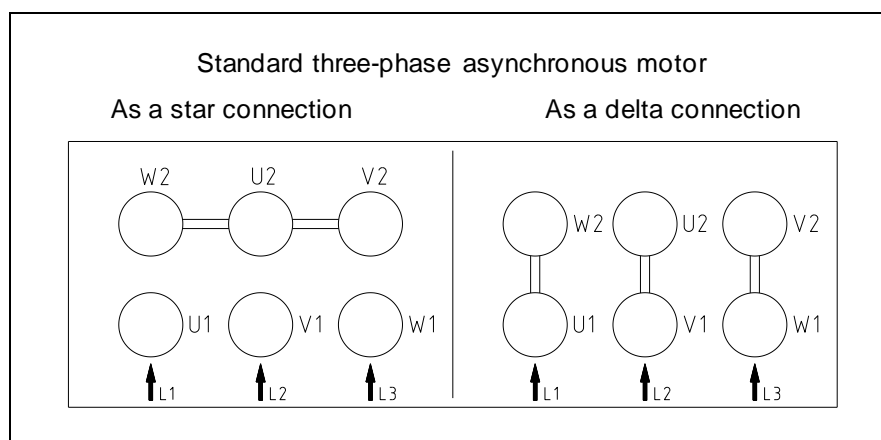 Standard three-phase asynchronous motor
As a star connection
As a delta connection
W2 U2 V2
U1 V1 W1
L1 L2 L3
W2 U2 V2
U1 V1 W1
L1 L2 L3